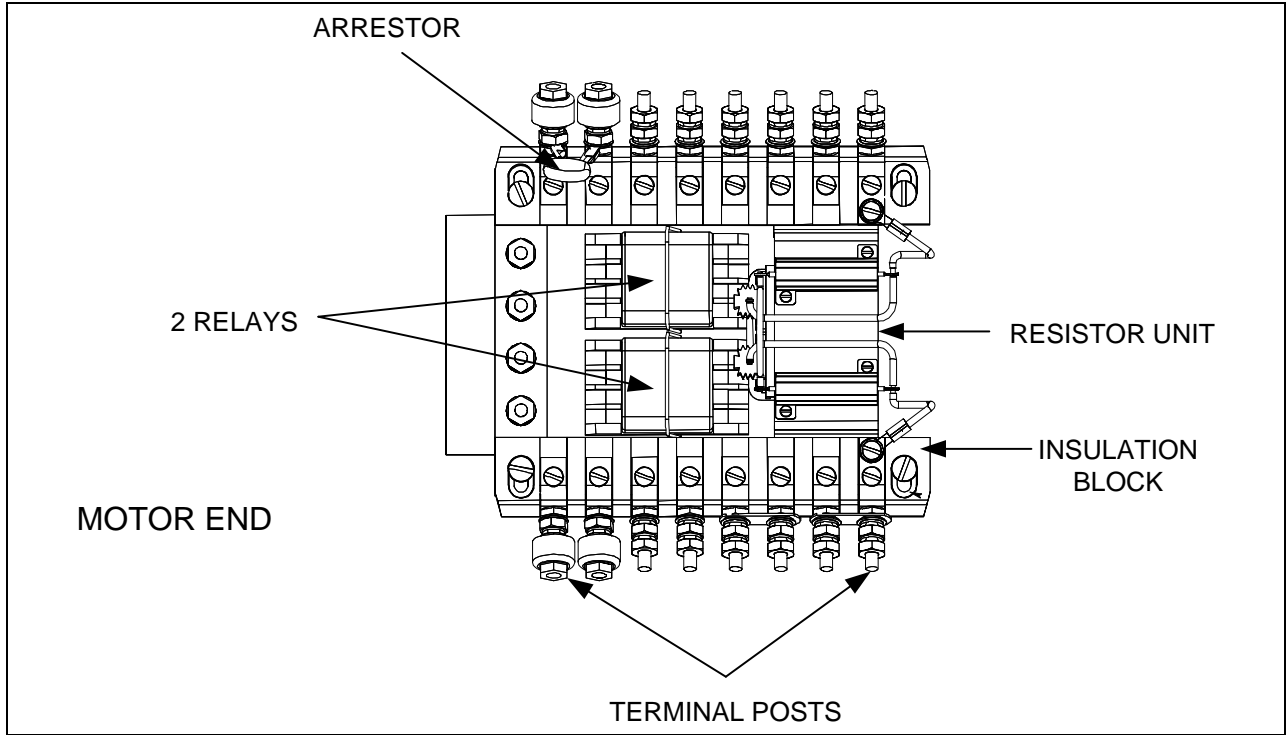 ARRESTOR
2 RELAYS
RESISTOR UNIT
INSULATION
BLOCK
MOTOR END
TERMINAL POSTS